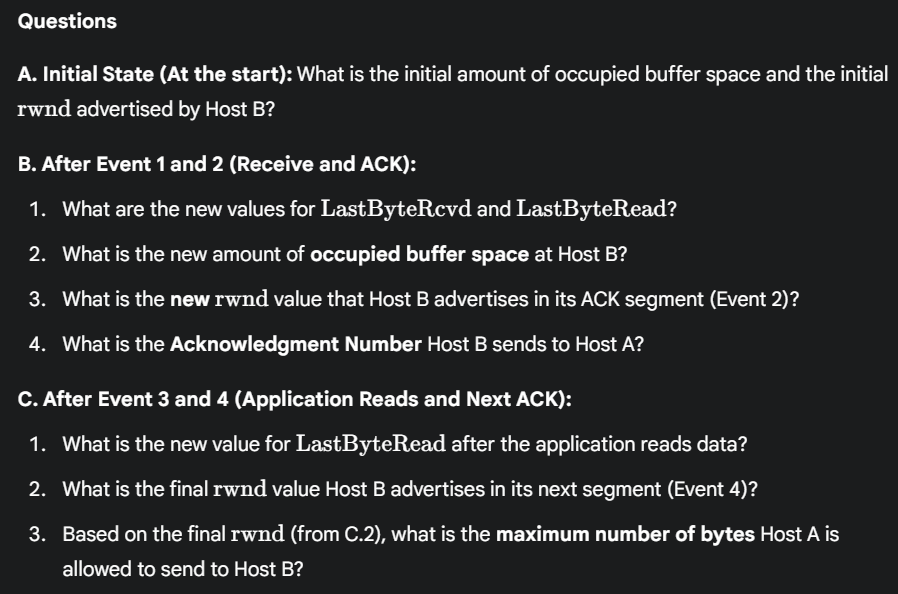 Questions
A. Initial State (At the start): What is the initial amount of occupied buffer space and the initial
rwnd advertised by Host B?
B. After Event 1 and 2 (Receive and ACK):
1. What are the new values for LastByteRcvd and LastByteRead?
2. What is the new amount of occupied buffer space at Host B?
3. What is the new rwnd value that Host B advertises in its ACK segment (Event 2)?
4. What is the Acknowledgment Number Host B sends to Host A?
C. After Event 3 and 4 (Application Reads and Next ACK):
1. What is the new value for LastByteRead after the application reads data?
2. What is the final rwnd value Host B advertises in its next segment (Event 4)?
3. Based on the final rwnd (from C.2), what is the maximum number of bytes Host A is
allowed to send to Host B?